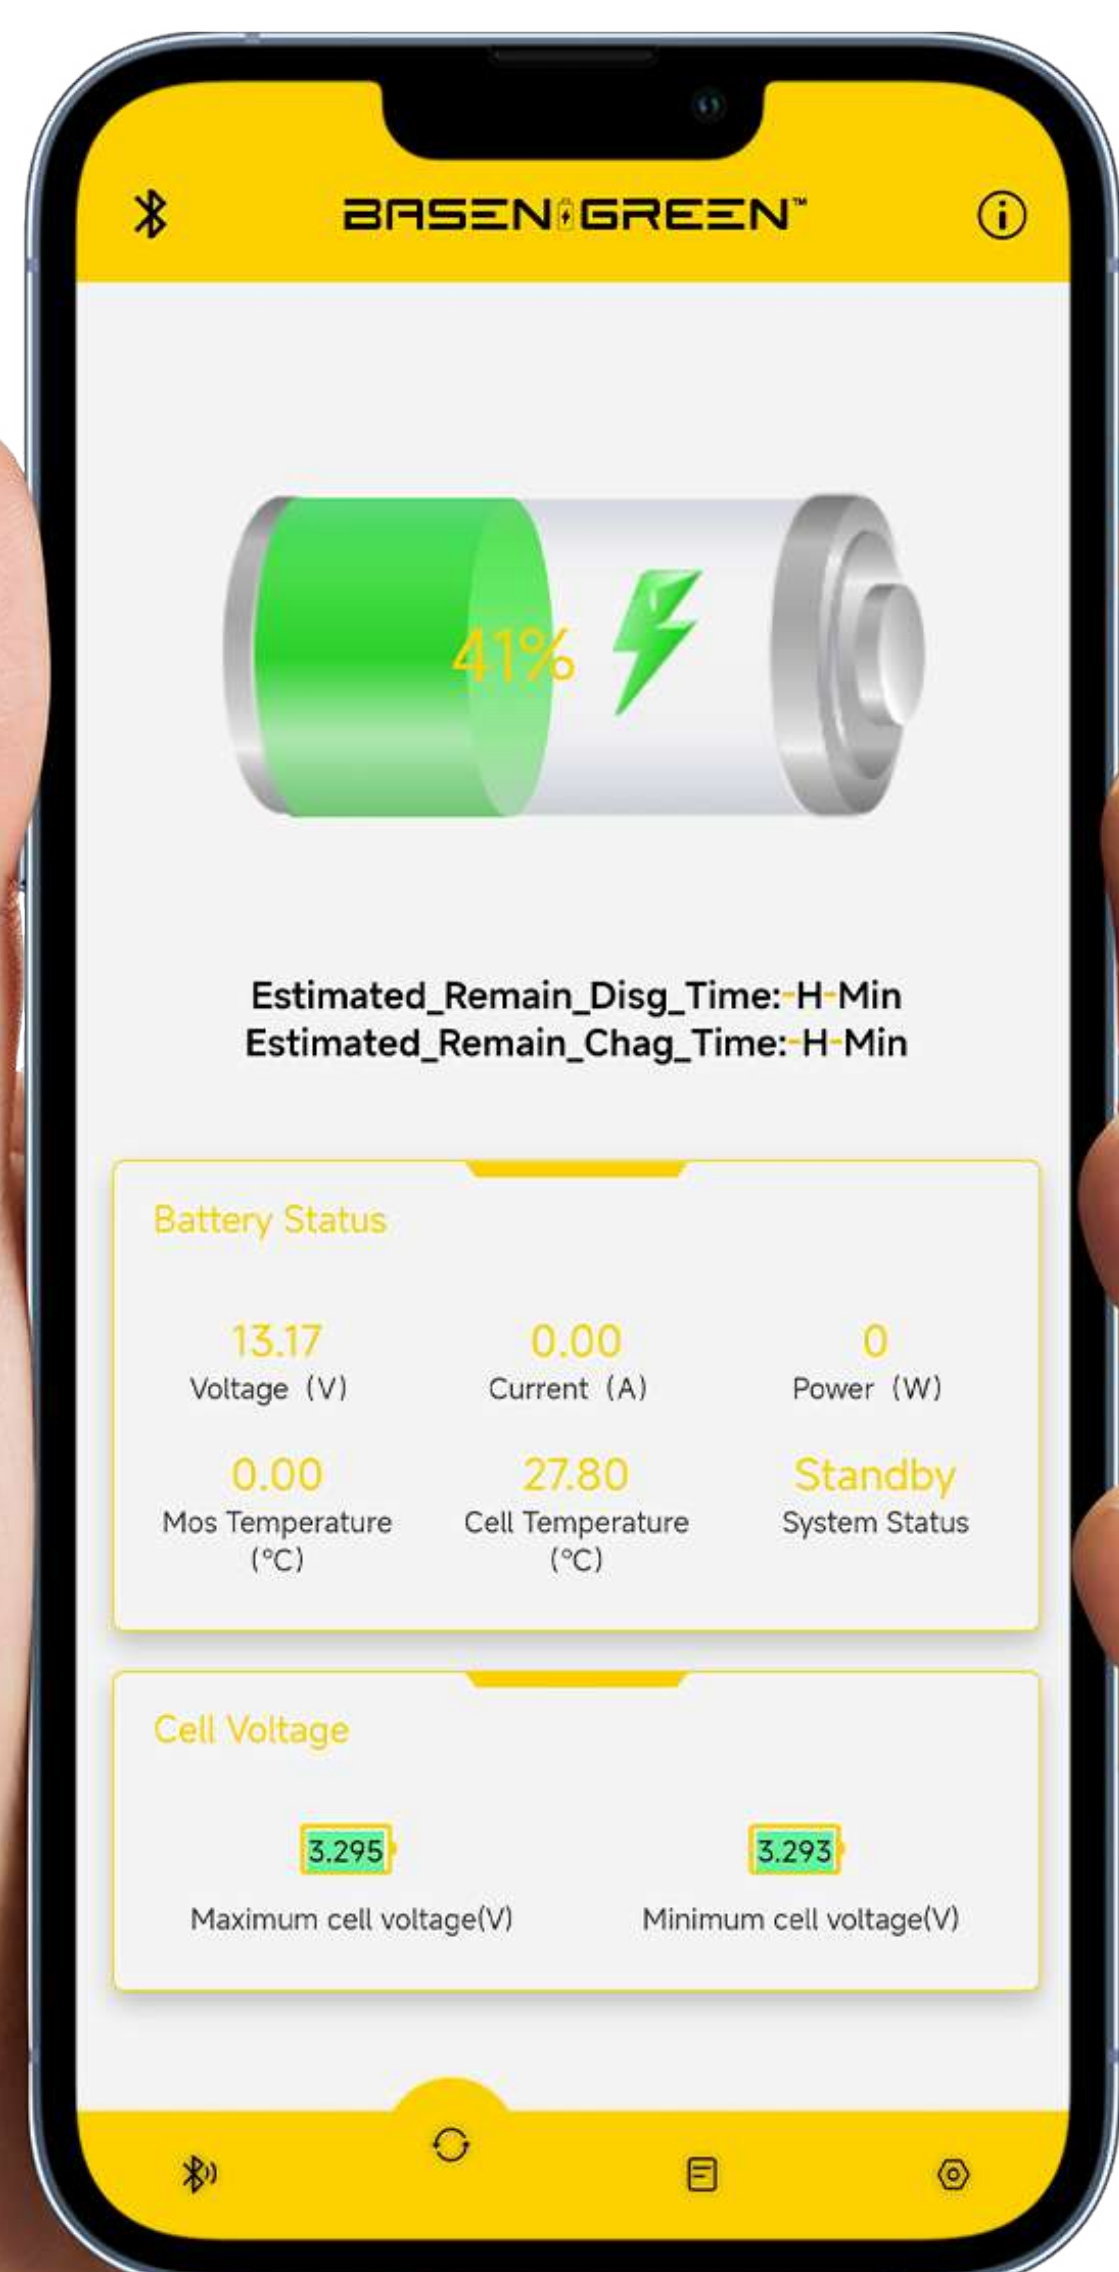 BASEN GREEN™
41%
Estimated_Remain_Disg_Time:-H-Min
Estimated_Remain_Chag_Time:-H-Min
Battery Status
13.17 0.00 0
Voltage (V) Current (A) Power (W)
0.00 27.80 Standby
Mos Temperature Cell Temperature System Status
(°C) (°C)
Cell Voltage
3.295 3.293
Maximum cell voltage(V) Minimum cell voltage(V)